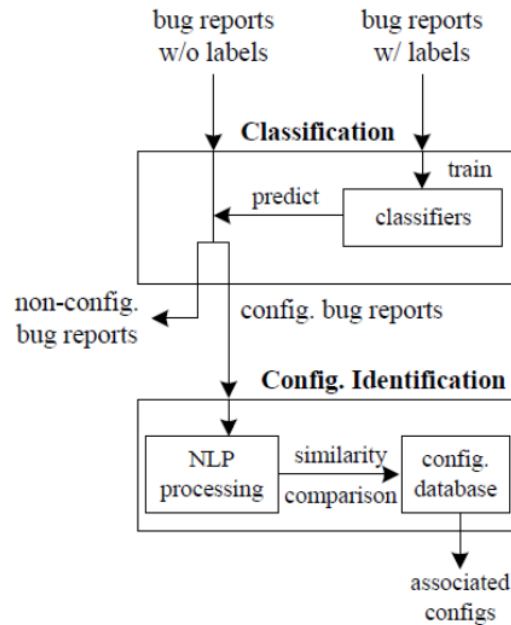 bug reports
w/o labels
bug reports
w/ labels
Classification
train
predict
classifiers
non-config.
bug reports
config. bug reports
Config. Identification
NLP
processing
similarity
comparison
config.
database
associated
configs